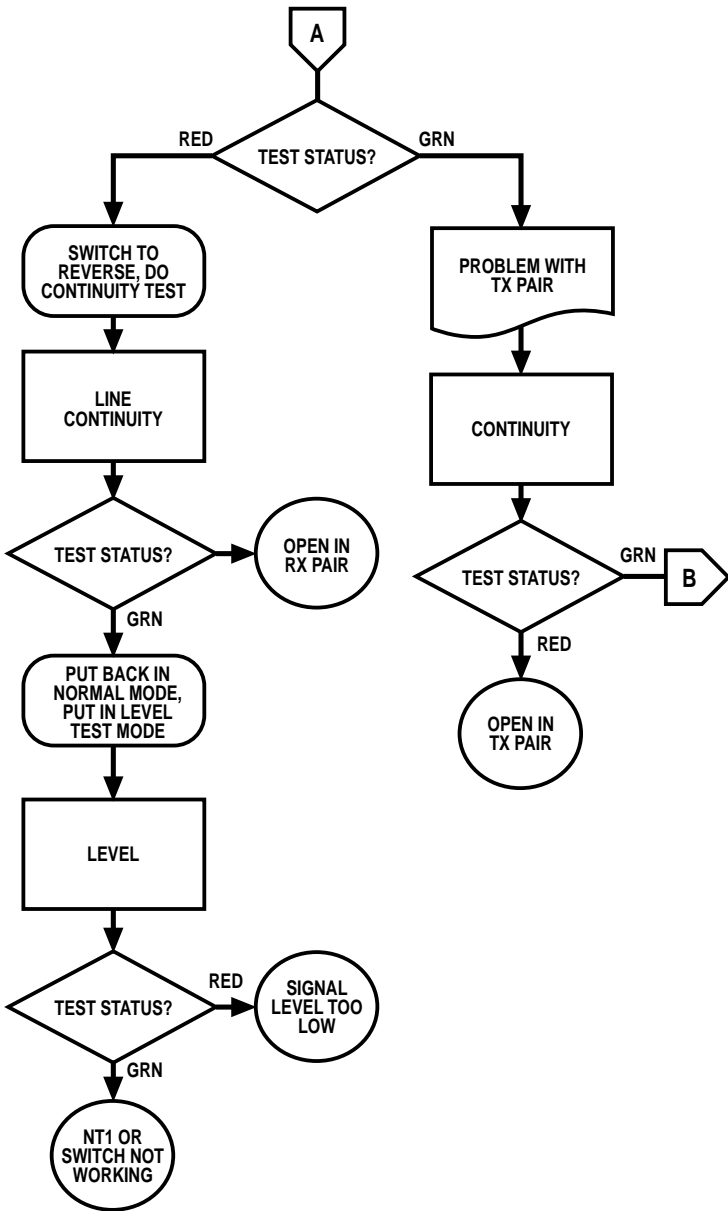 A
RED
TEST STATUS?
GRN
SWITCH TO
REVERSE, DO
CONTINUITY TEST
PROBLEM WITH
TX PAIR
LINE
CONTINUITY
CONTINUITY
TEST STATUS?
OPEN IN
RX PAIR
TEST STATUS?
GRN
B
GRN
RED
PUT BACK IN
NORMAL MODE,
PUT IN LEVEL
TEST MODE
OPEN IN
TX PAIR
LEVEL
TEST STATUS?
RED
SIGNAL
LEVEL TOO
LOW
GRN
NT1 OR
SWITCH NOT
WORKING